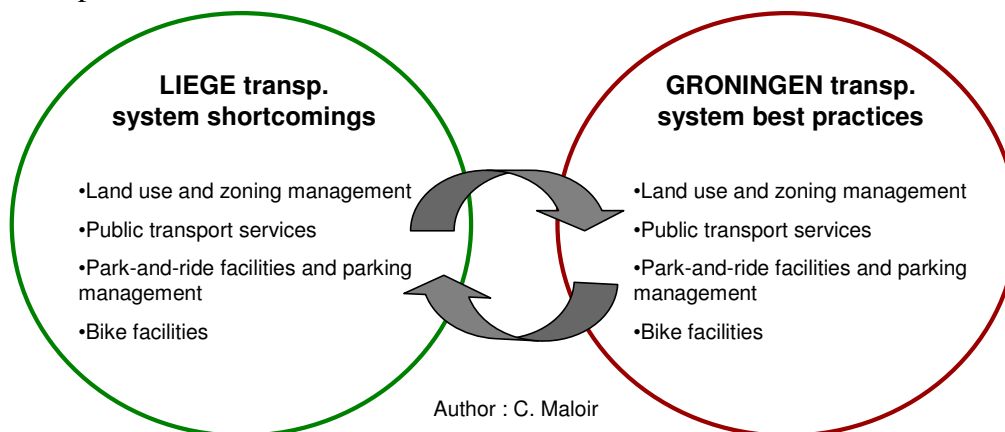 LIEGE transp.
system shortcomings
•Land use and zoning management
•Public transport services
•Park-and-ride facilities and parking
management
•Bike facilities
GRONINGEN transp.
system best practices
•Land use and zoning management
•Public transport services
•Park-and-ride facilities and parking
management
•Bike facilities
Author : C. Maloir